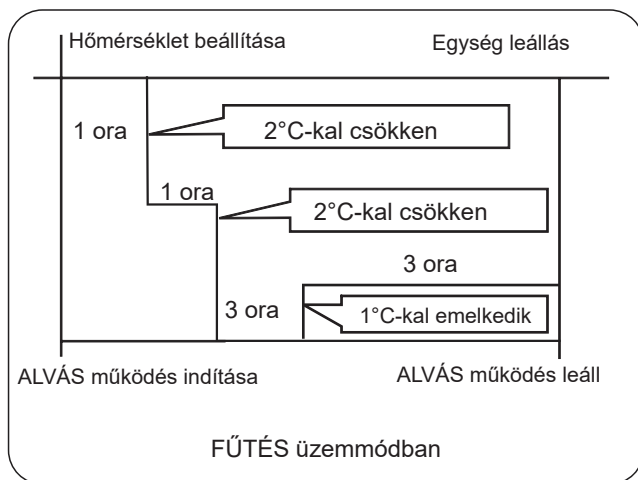 Hőmérséklet beállítása
Egység leállás
1 ora
2°C-kal csökken
1 ora
2°C-kal csökken
3 ora
3 ora
1°C-kal emelkedik
ALVÁS működés indítása
ALVÁS működés leáll
FŰTÉS üzemmódban